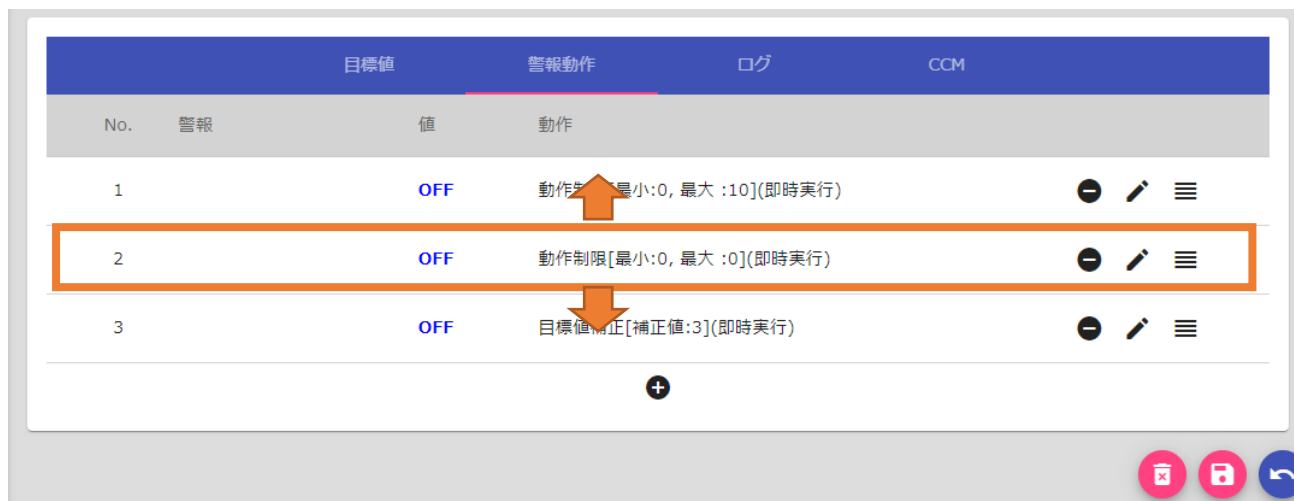 目標値 警報動作 ログ CCM
No. 警報 値 動作
1 OFF 動作 最小:0, 最大 :10](即時実行)
2 OFF 動作制限[最小:0, 最大 :0](即時実行)
3 OFF 目標値 正[補正値:3](即時実行)